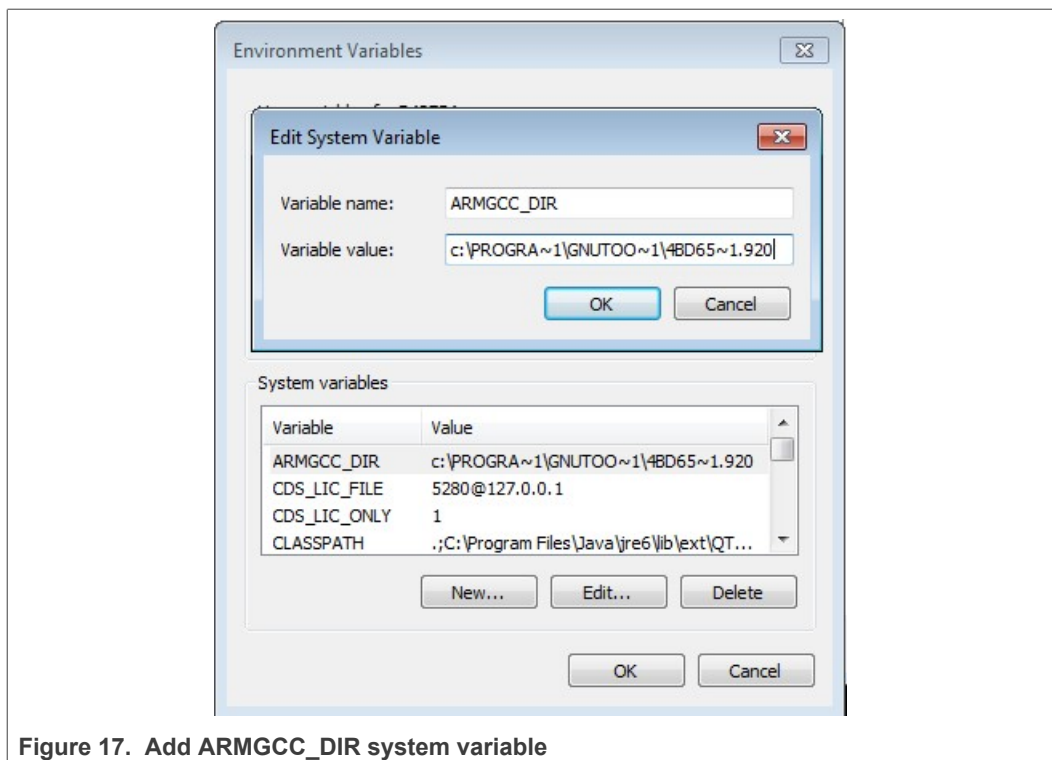 Environment Variables
Edit System Variable
Variable name: ARMGCC_DIR
Variable value: c:\PROGRA~1\GNUTOO~1\4BD65~1.920
OK Cancel
System variables
Variable Value
ARMGCC_DIR c:\PROGRA~1\GNUTOO~1\4BD65~1.920
CDS_LIC_FILE 5280@127.0.0.1
CDS_LIC_ONLY 1
CLASSPATH .;C:\Program Files\Java\jre6\lib\ext\QT...
New... Edit... Delete
OK Cancel
Figure 17. Add ARMGCC_DIR system variable